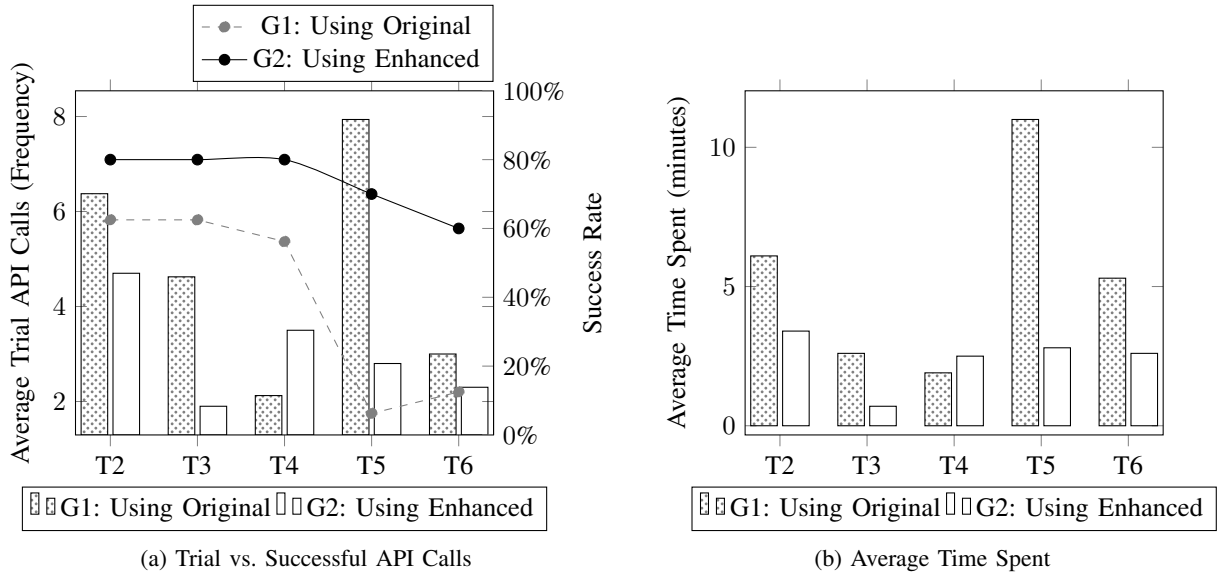 G1: Using Original
G2: Using Enhanced
Average Trial API Calls (Frequency)
8
6
4
2
100%
80%
60%
40%
20%
0%
Success Rate
T2 T3 T4 T5 T6
G1: Using Original G2: Using Enhanced
(a) Trial vs. Successful API Calls
Average Time Spent (minutes)
10
5
0
T2 T3 T4 T5 T6
G1: Using Original G2: Using Enhanced
(b) Average Time Spent